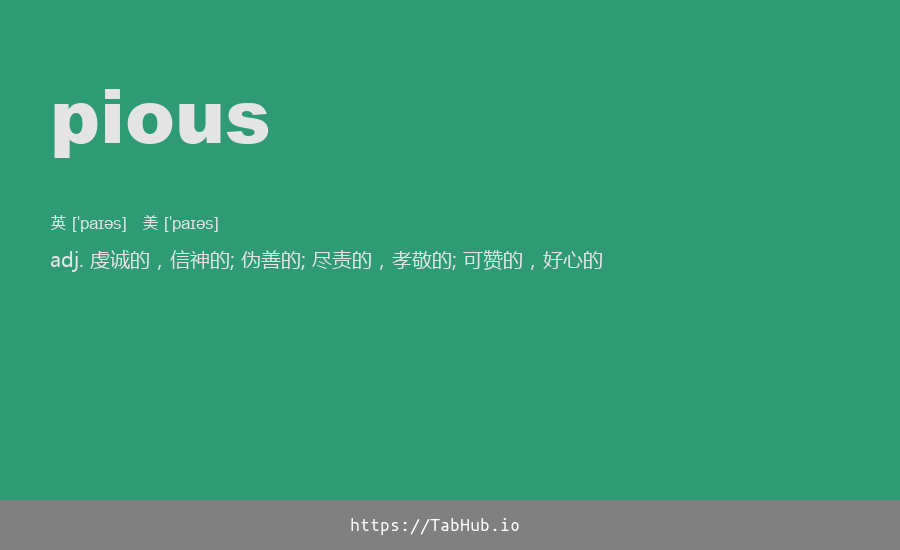 pious
英 [ˈpaɪəs]   美 [ˈpaɪəs]
adj. 虔诚的，信神的; 伪善的; 尽责的，孝敬的; 可赞的，好心的
https://TabHub.io